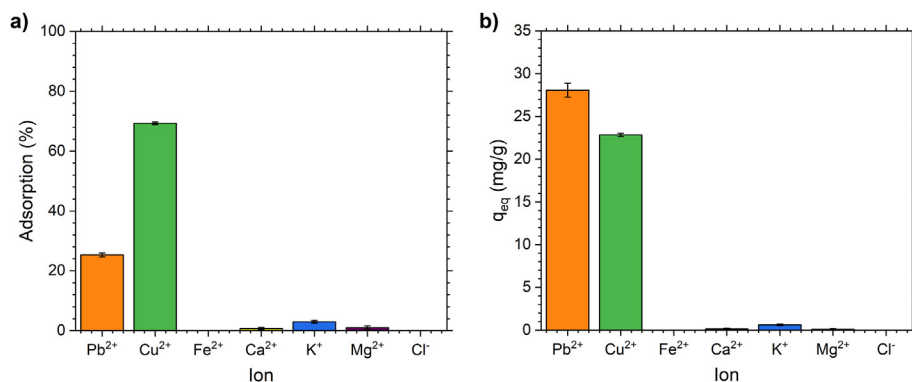 a)
100
80
60
40
20
0
Adsorption (%)
Pb²⁺ Cu²⁺ Fe²⁺ Ca²⁺ K⁺ Mg²⁺ Cl⁻
Ion
b)
35
30
25
20
15
10
5
0
qeq (mg/g)
Pb²⁺ Cu²⁺ Fe²⁺ Ca²⁺ K⁺ Mg²⁺ Cl⁻
Ion